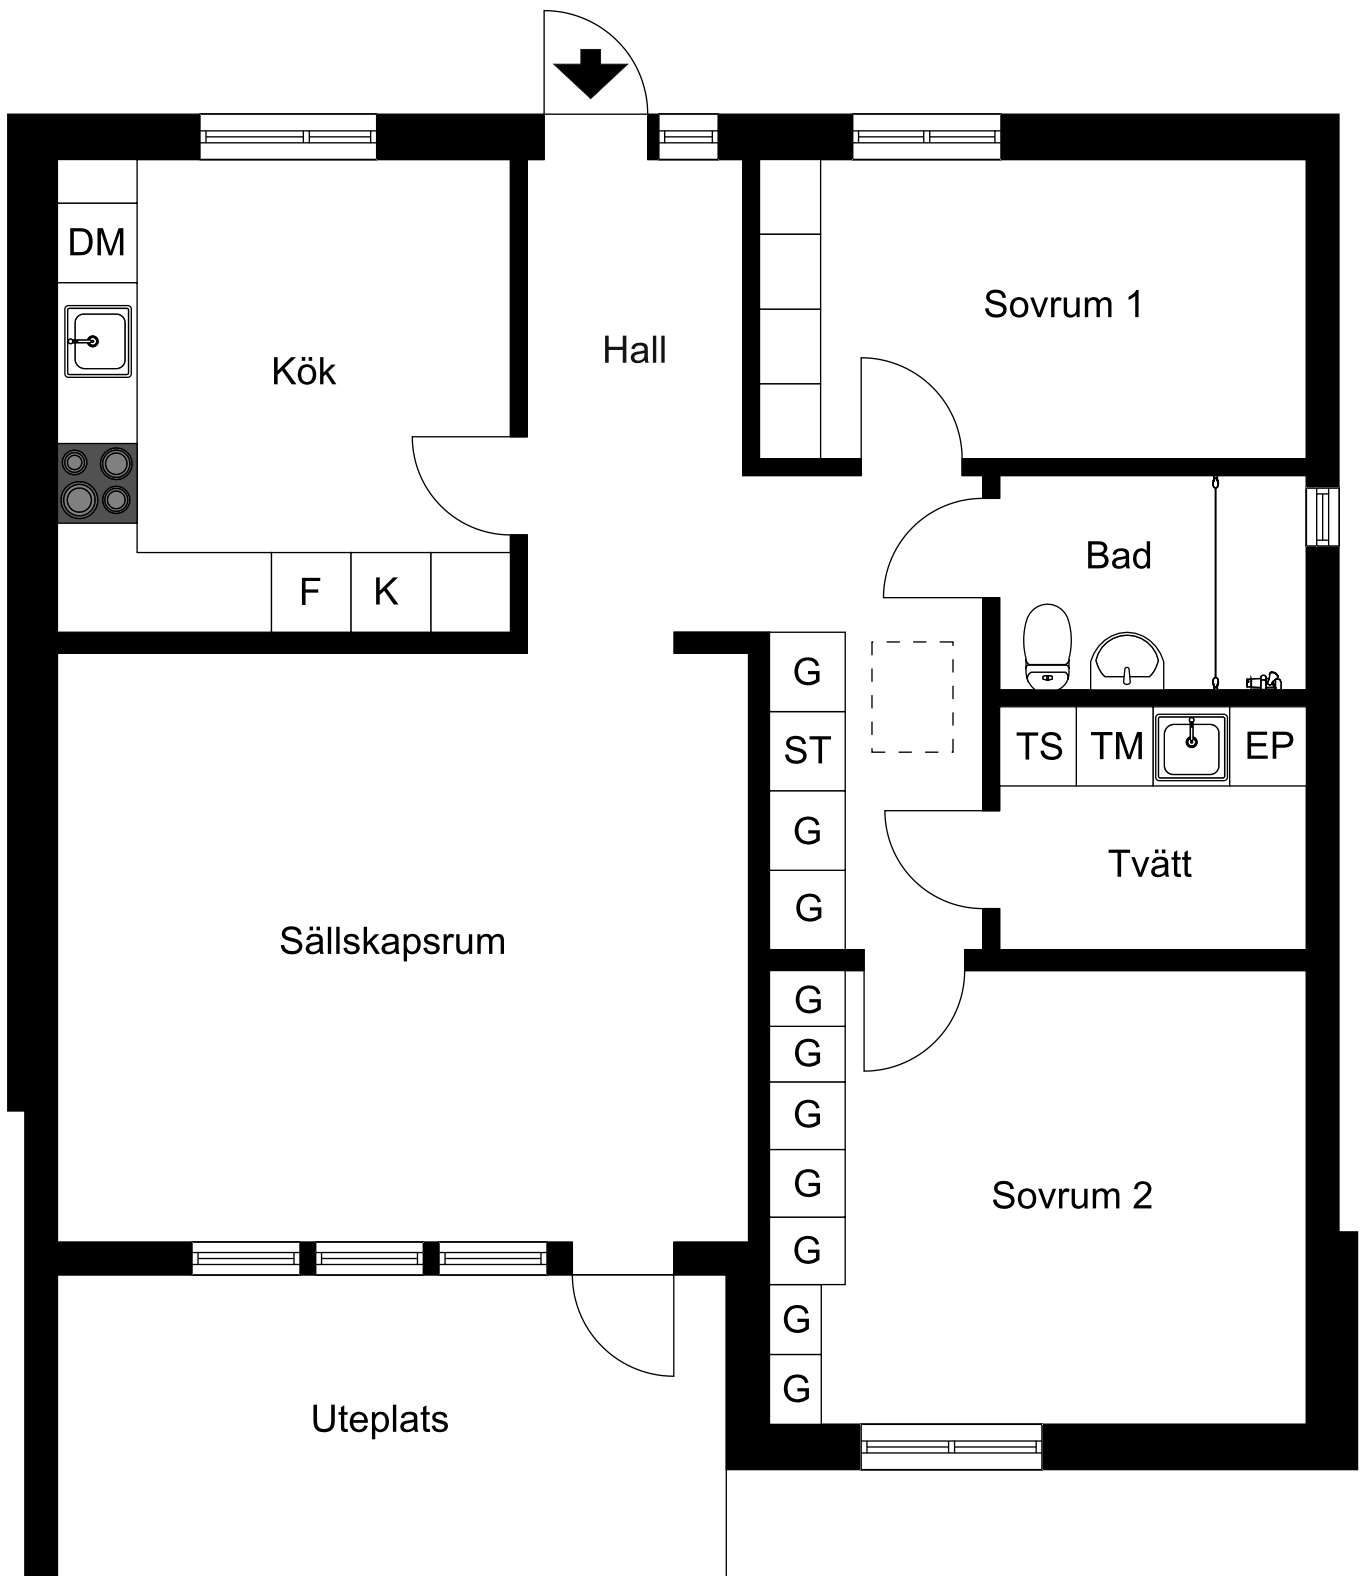 DM
Sovrum 1
Hall
Kök
Bad
F
K
G
ST
TS
TM
EP
G
Tvätt
G
Sällskapsrum
G
G
G
G
Sovrum 2
G
G
Uteplats
G